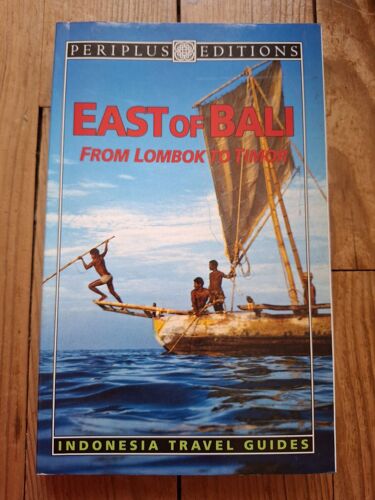 PERIPLUS EDITIONS
EAST OF BALI
FROM LOMBOK TO TIMOR
INDONESIA TRAVEL GUIDES